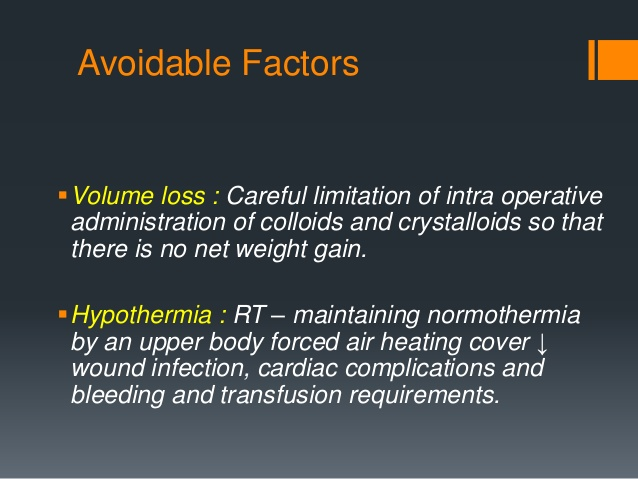 Avoidable Factors
▪Volume loss : Careful limitation of intra operative
administration of colloids and crystalloids so that
there is no net weight gain.
▪Hypothermia : RT – maintaining normothermia
by an upper body forced air heating cover ↓
wound infection, cardiac complications and
bleeding and transfusion requirements.